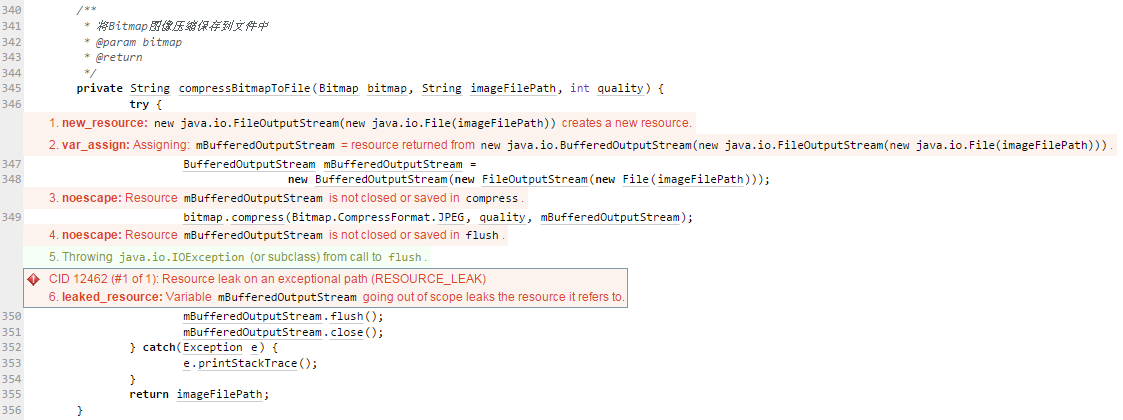 340 /**
341 * 将Bitmap图像压缩保存到文件中
342 * @param bitmap
343 * @return
344 */
345 private String compressBitmapToFile(Bitmap bitmap, String imageFilePath, int quality) {
346 try {
1. new_resource: new java.io.FileOutputStream(new java.io.File(imageFilePath)) creates a new resource.
2. var_assign: Assigning: mBufferedOutputStream = resource returned from new java.io.BufferedOutputStream(new java.io.FileOutputStream(new java.io.File(imageFilePath))).
347 BufferedOutputStream mBufferedOutputStream =
348 new BufferedOutputStream(new FileOutputStream(new File(imageFilePath)));
3. noescape: Resource mBufferedOutputStream is not closed or saved in compress.
349 bitmap.compress(Bitmap.CompressFormat.JPEG, quality, mBufferedOutputStream);
4. noescape: Resource mBufferedOutputStream is not closed or saved in flush.
5. Throwing java.io.IOException (or subclass) from call to flush.
CID 12462 (#1 of 1): Resource leak on an exceptional path (RESOURCE_LEAK)
6. leaked_resource: Variable mBufferedOutputStream going out of scope leaks the resource it refers to.
350 mBufferedOutputStream.flush();
351 mBufferedOutputStream.close();
352 } catch(Exception e) {
353 e.printStackTrace();
354 }
355 return imageFilePath;
356 }